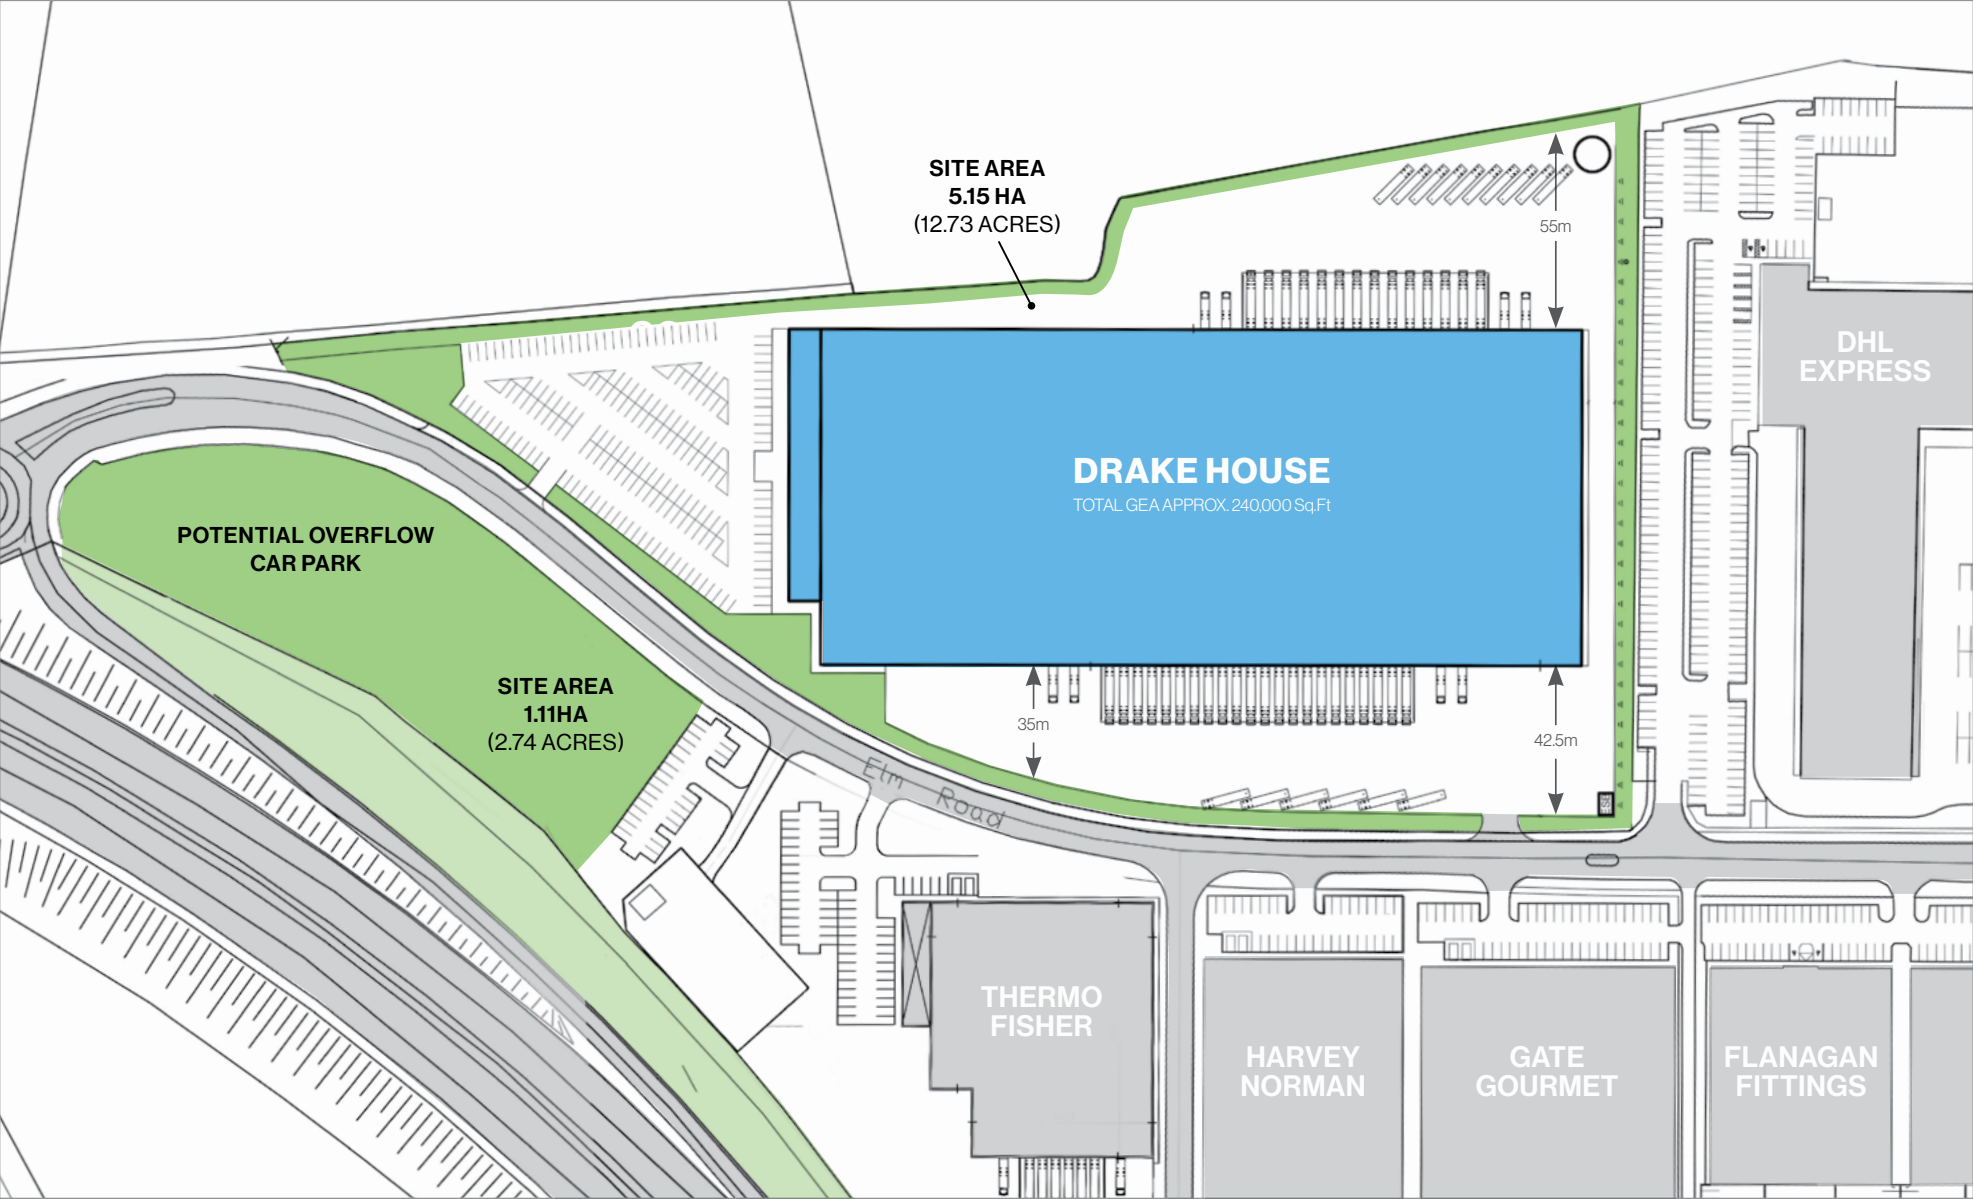 SITE AREA
5.15 HA
(12.73 ACRES)
55m
DHL
EXPRESS
DRAKE HOUSE
TOTAL GEA APPROX. 240,000 Sq.Ft
POTENTIAL OVERFLOW
CAR PARK
SITE AREA
1.11HA
(2.74 ACRES)
35m
42.5m
Elm Road
ESB
THERMO
FISHER
HARVEY
NORMAN
GATE
GOURMET
FLANAGAN
FITTINGS